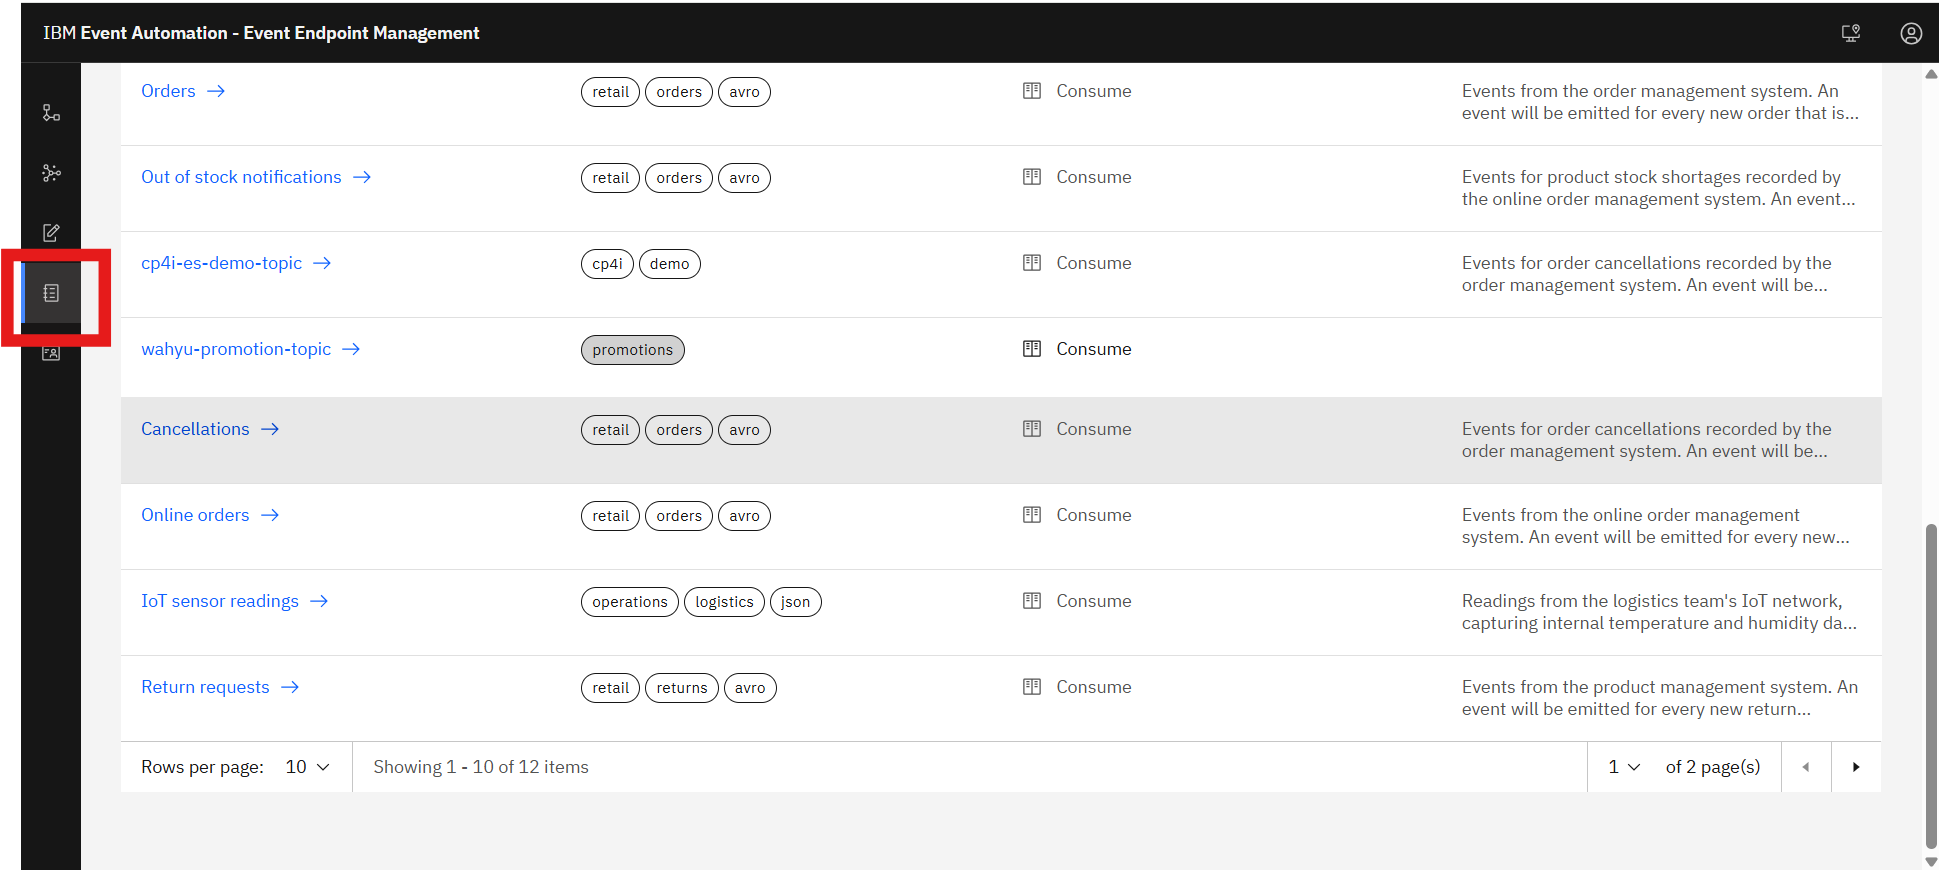 IBM Event Automation - Event Endpoint Management
Orders → retail orders avro Consume Events from the order management system. An
event will be emitted for every new order that is...
Out of stock notifications → retail orders avro Consume Events for product stock shortages recorded by
the online order management system. An event...
cp4i-es-demo-topic → cp4i demo Consume Events for order cancellations recorded by the
order management system. An event will be...
wahyu-promotion-topic → promotions Consume
Cancellations → retail orders avro Consume Events for order cancellations recorded by the
order management system. An event will be...
Online orders → retail orders avro Consume Events from the online order management
system. An event will be emitted for every new...
IoT sensor readings → operations logistics json Consume Readings from the logistics team's IoT network,
capturing internal temperature and humidity da...
Return requests → retail returns avro Consume Events from the product management system. An
event will be emitted for every new return...
Rows per page: 10 Showing 1 - 10 of 12 items 1 of 2 page(s)